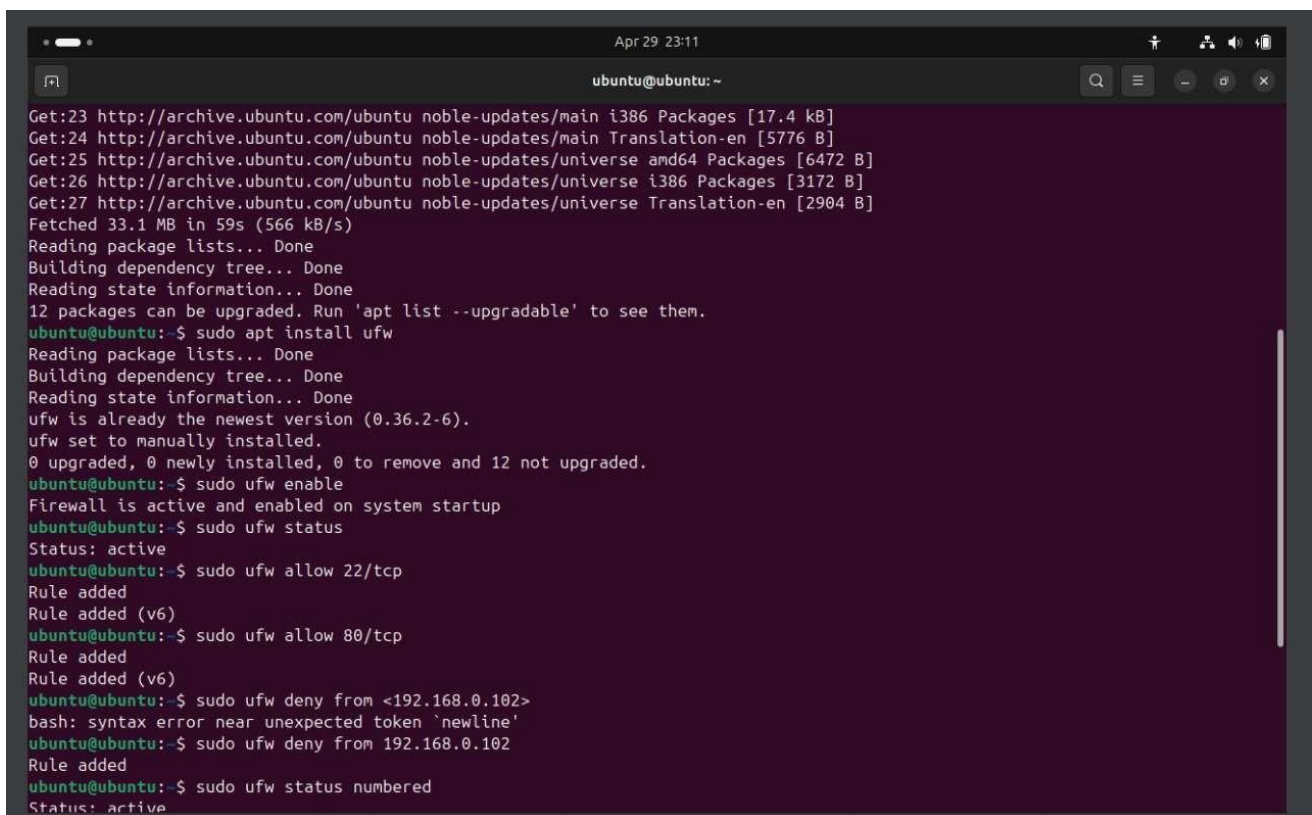 Apr 29 23:11
ubuntu@ubuntu: ~
Get:23 http://archive.ubuntu.com/ubuntu noble-updates/main i386 Packages [17.4 kB]
Get:24 http://archive.ubuntu.com/ubuntu noble-updates/main Translation-en [5776 B]
Get:25 http://archive.ubuntu.com/ubuntu noble-updates/universe amd64 Packages [6472 B]
Get:26 http://archive.ubuntu.com/ubuntu noble-updates/universe i386 Packages [3172 B]
Get:27 http://archive.ubuntu.com/ubuntu noble-updates/universe Translation-en [2904 B]
Fetched 33.1 MB in 59s (566 kB/s)
Reading package lists... Done
Building dependency tree... Done
Reading state information... Done
12 packages can be upgraded. Run 'apt list --upgradable' to see them.
ubuntu@ubuntu:~$ sudo apt install ufw
Reading package lists... Done
Building dependency tree... Done
Reading state information... Done
ufw is already the newest version (0.36.2-6).
ufw set to manually installed.
0 upgraded, 0 newly installed, 0 to remove and 12 not upgraded.
ubuntu@ubuntu:~$ sudo ufw enable
Firewall is active and enabled on system startup
ubuntu@ubuntu:~$ sudo ufw status
Status: active
ubuntu@ubuntu:~$ sudo ufw allow 22/tcp
Rule added
Rule added (v6)
ubuntu@ubuntu:~$ sudo ufw allow 80/tcp
Rule added
Rule added (v6)
ubuntu@ubuntu:~$ sudo ufw deny from <192.168.0.102>
bash: syntax error near unexpected token `newline'
ubuntu@ubuntu:~$ sudo ufw deny from 192.168.0.102
Rule added
ubuntu@ubuntu:~$ sudo ufw status numbered
Status: active